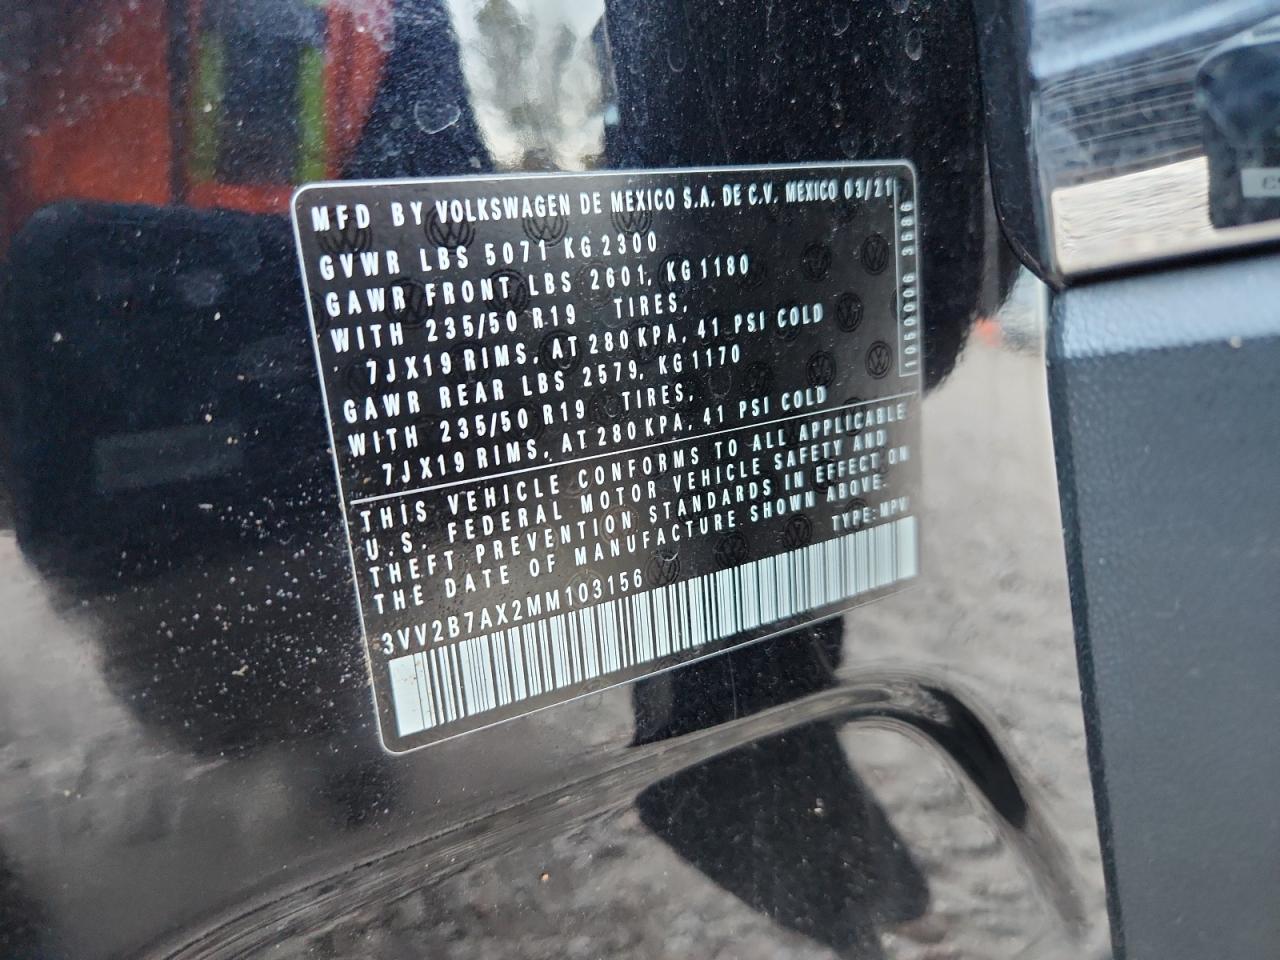 MFD BY VOLKSWAGEN DE MEXICO S.A. DE C.V. MEXICO 03/21
GVWR LBS 5071 KG 2300
GAWR FRONT LBS 2601, KG 1180
WITH 235/50 R19 TIRES,
7JX19 RIMS, AT 280 KPA, 41 PSI COLD
GAWR REAR LBS 2579, KG 1170
WITH 235/50 R19 TIRES,
7JX19 RIMS, AT 280 KPA, 41 PSI COLD
THIS VEHICLE CONFORMS TO ALL APPLICABLE
U.S. FEDERAL MOTOR VEHICLE SAFETY AND
THEFT PREVENTION STANDARDS IN EFFECT ON
THE DATE OF MANUFACTURE SHOWN ABOVE.
TYPE: MPV
3VV2B7AX2MM103156
1050006 3586